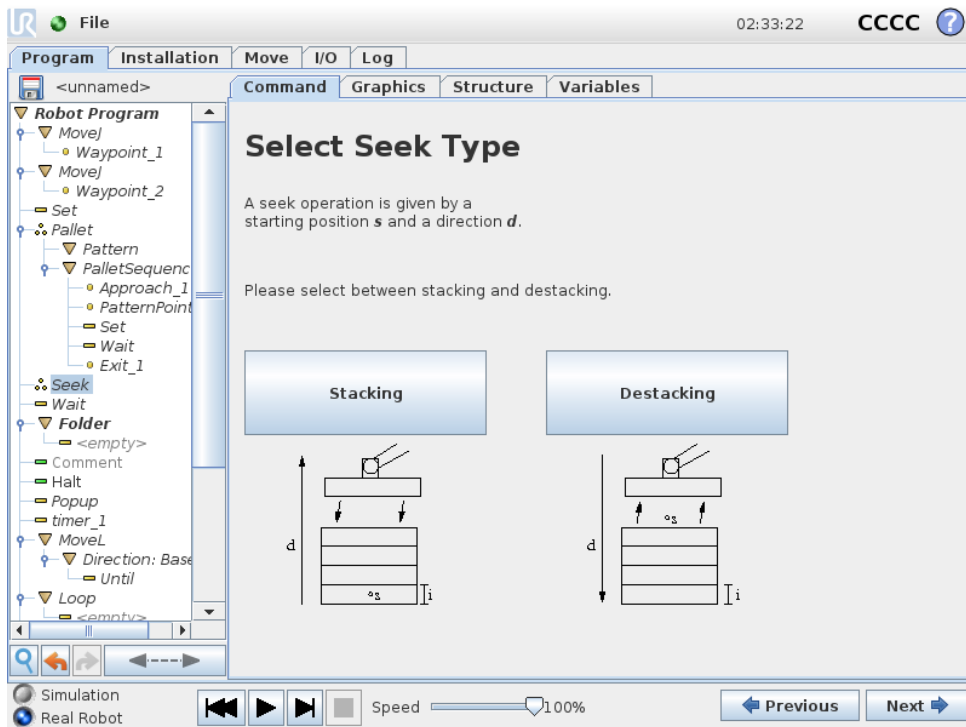 UR File 02:33:22 CCCC ?
Program Installation Move I/O Log
<unnamed>
Command Graphics Structure Variables
Robot Program
MoveJ
Waypoint_1
MoveJ
Waypoint_2
Set
Pallet
Pattern
PalletSequenc
Approach_1
PatternPoint
Set
Wait
Exit_1
Seek
Wait
Folder
<empty>
Comment
Halt
Popup
timer_1
MoveL
Direction: Base
Until
Loop
<empty>
Select Seek Type
A seek operation is given by a
starting position s and a direction d.
Please select between stacking and destacking.
Stacking Destacking
d s i
d s i
Simulation
Real Robot
Speed 100%
Previous Next